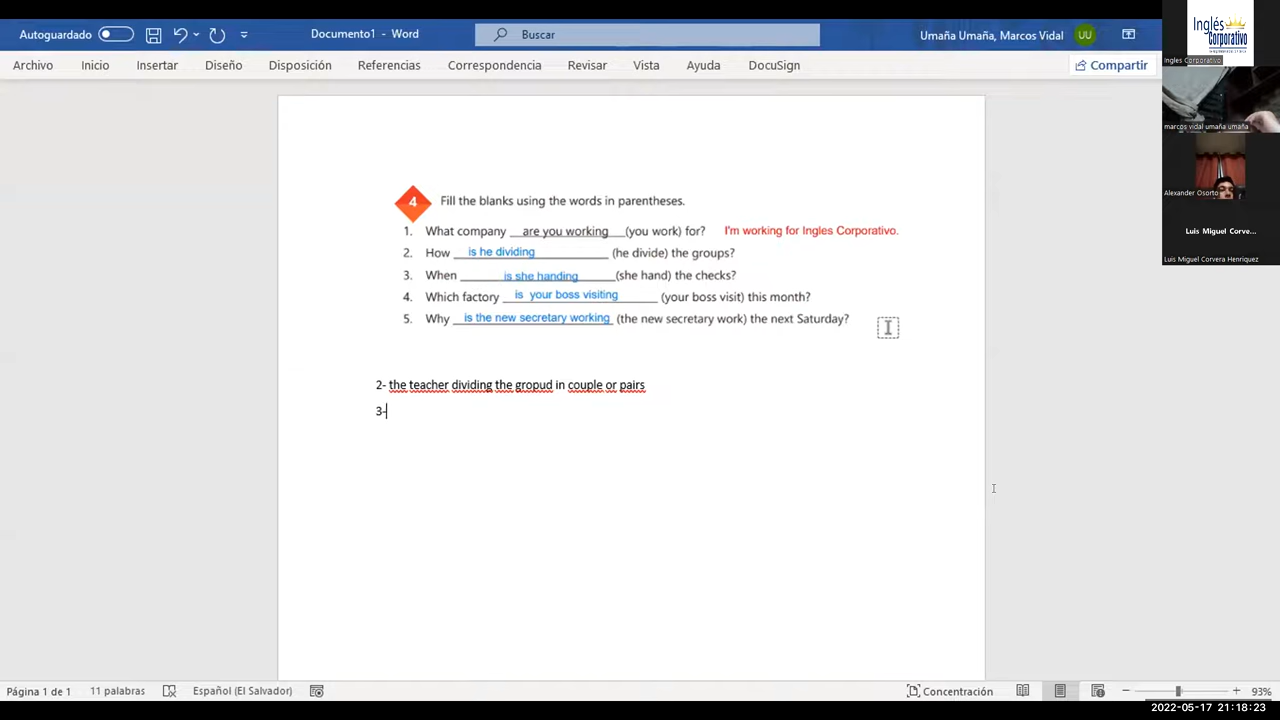 Autoguardado
Documento1 - Word
Buscar
Umaña Umaña, Marcos Vidal
UU
Archivo Inicio Insertar Diseño Disposición Referencias Correspondencia Revisar Vista Ayuda DocuSign
Compartir
4 Fill the blanks using the words in parentheses.
1. What company are you working (you work) for? I'm working for Ingles Corporativo.
2. How is he dividing (he divide) the groups?
3. When is she handing (she hand) the checks?
4. Which factory is your boss visiting (your boss visit) this month?
5. Why is the new secretary working (the new secretary work) the next Saturday?
2- the teacher dividing the gropud in couple or pairs
3-
Página 1 de 1 11 palabras Español (El Salvador) Concentración 93%
Inglés
Corporativo
Ingles Corporativo
marcos vidal umaña umaña
Alexander Osorto
Luis Miguel Corve...
Luis Miguel Corvera Henriquez
2022-05-17 21:18:23